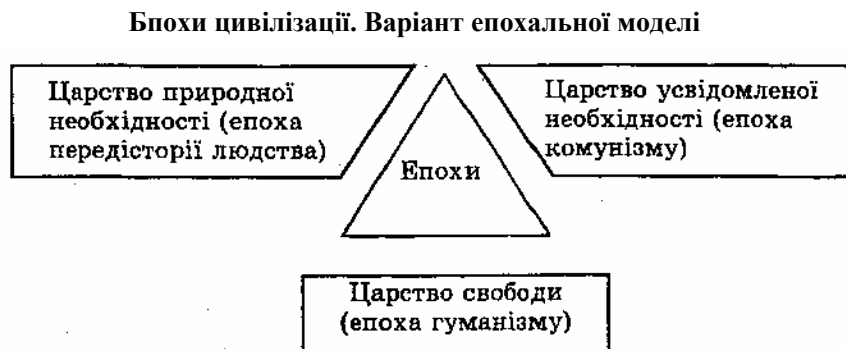 Бпохи цивілізації. Варіант епохальної моделі
Царство природної
необхідності (епоха
передісторії людства)
Царство усвідомленої
необхідності (епоха
комунізму)
Епохи
Царство свободи
(епоха гуманізму)